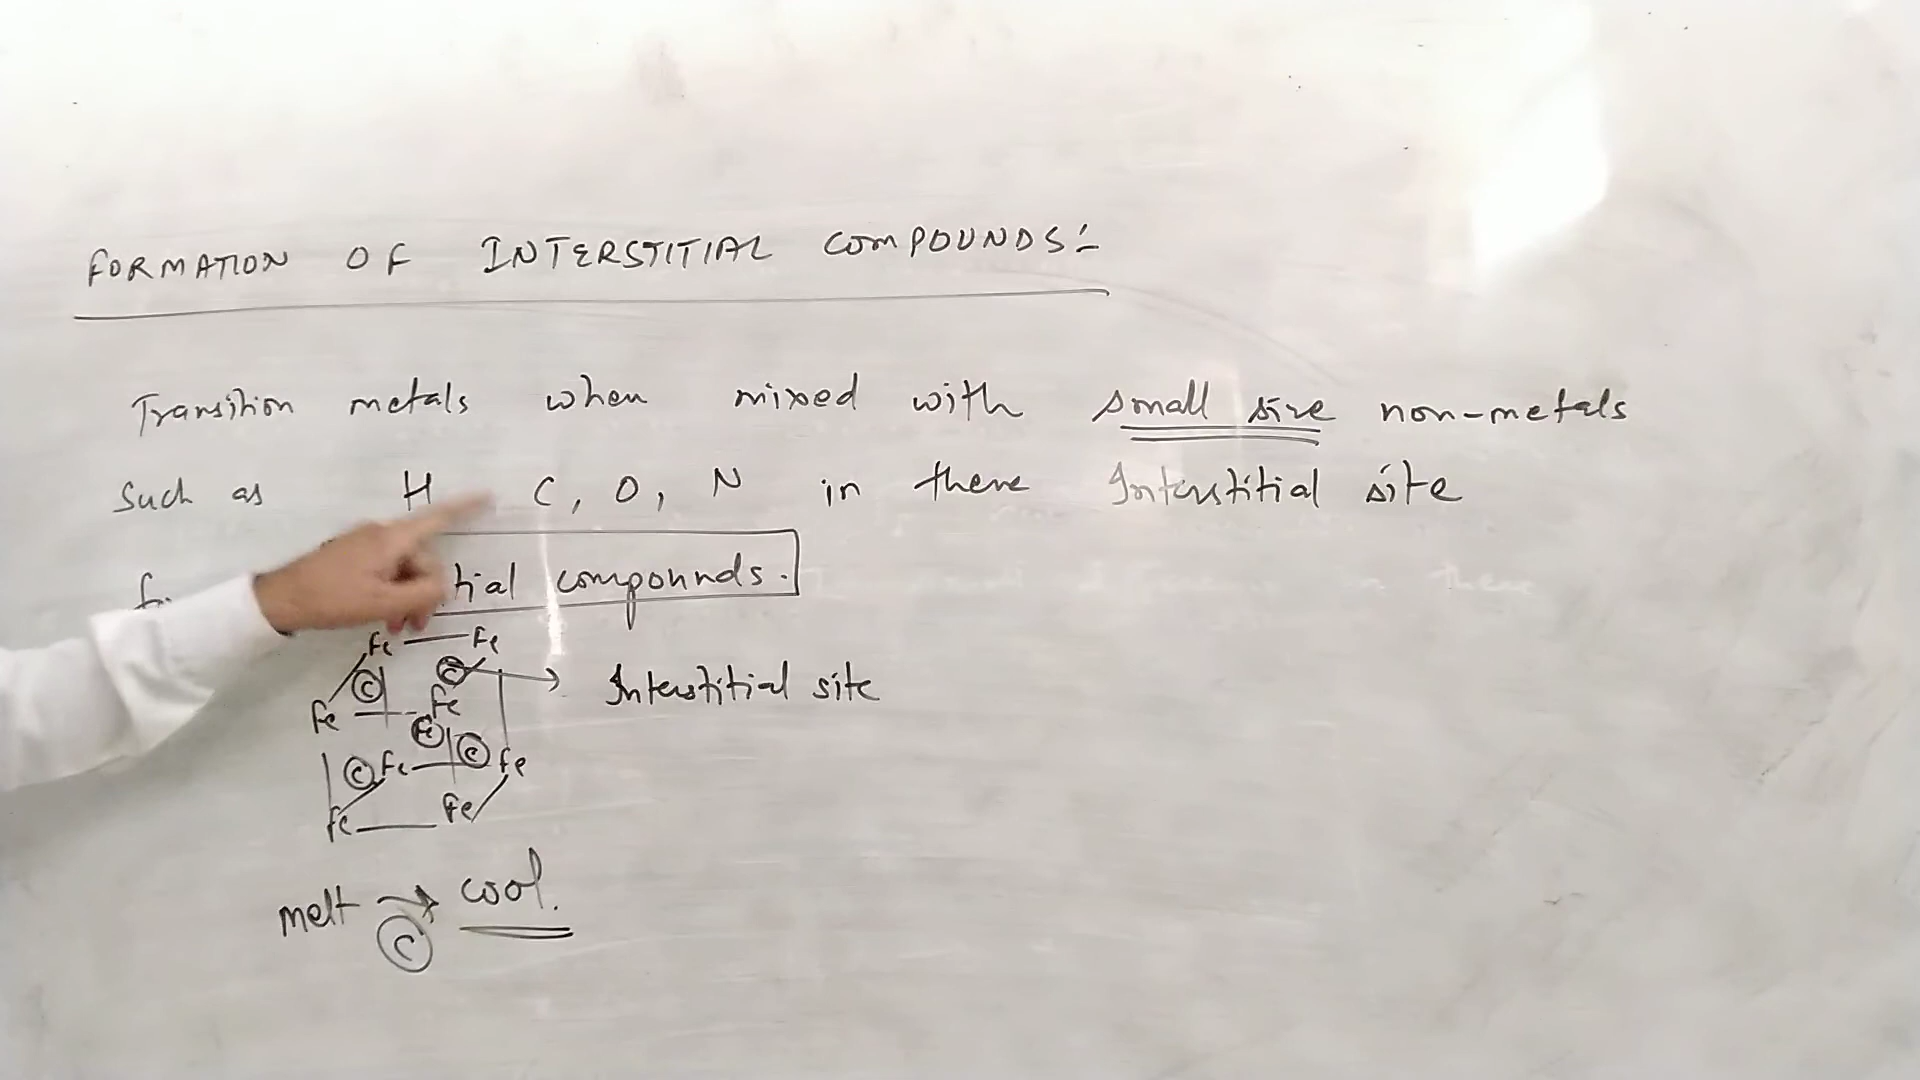 FORMATION OF INTERSTITIAL COMPOUNDS:-
Transition metals when mixed with small size non-metals
Such as H C, O, N in there Interstitial site
tial compounds.
Fe Fe
C C
Fe Fe
C
C Fe Fe
Fe Fe
Interstitial site
melt → cool.
C